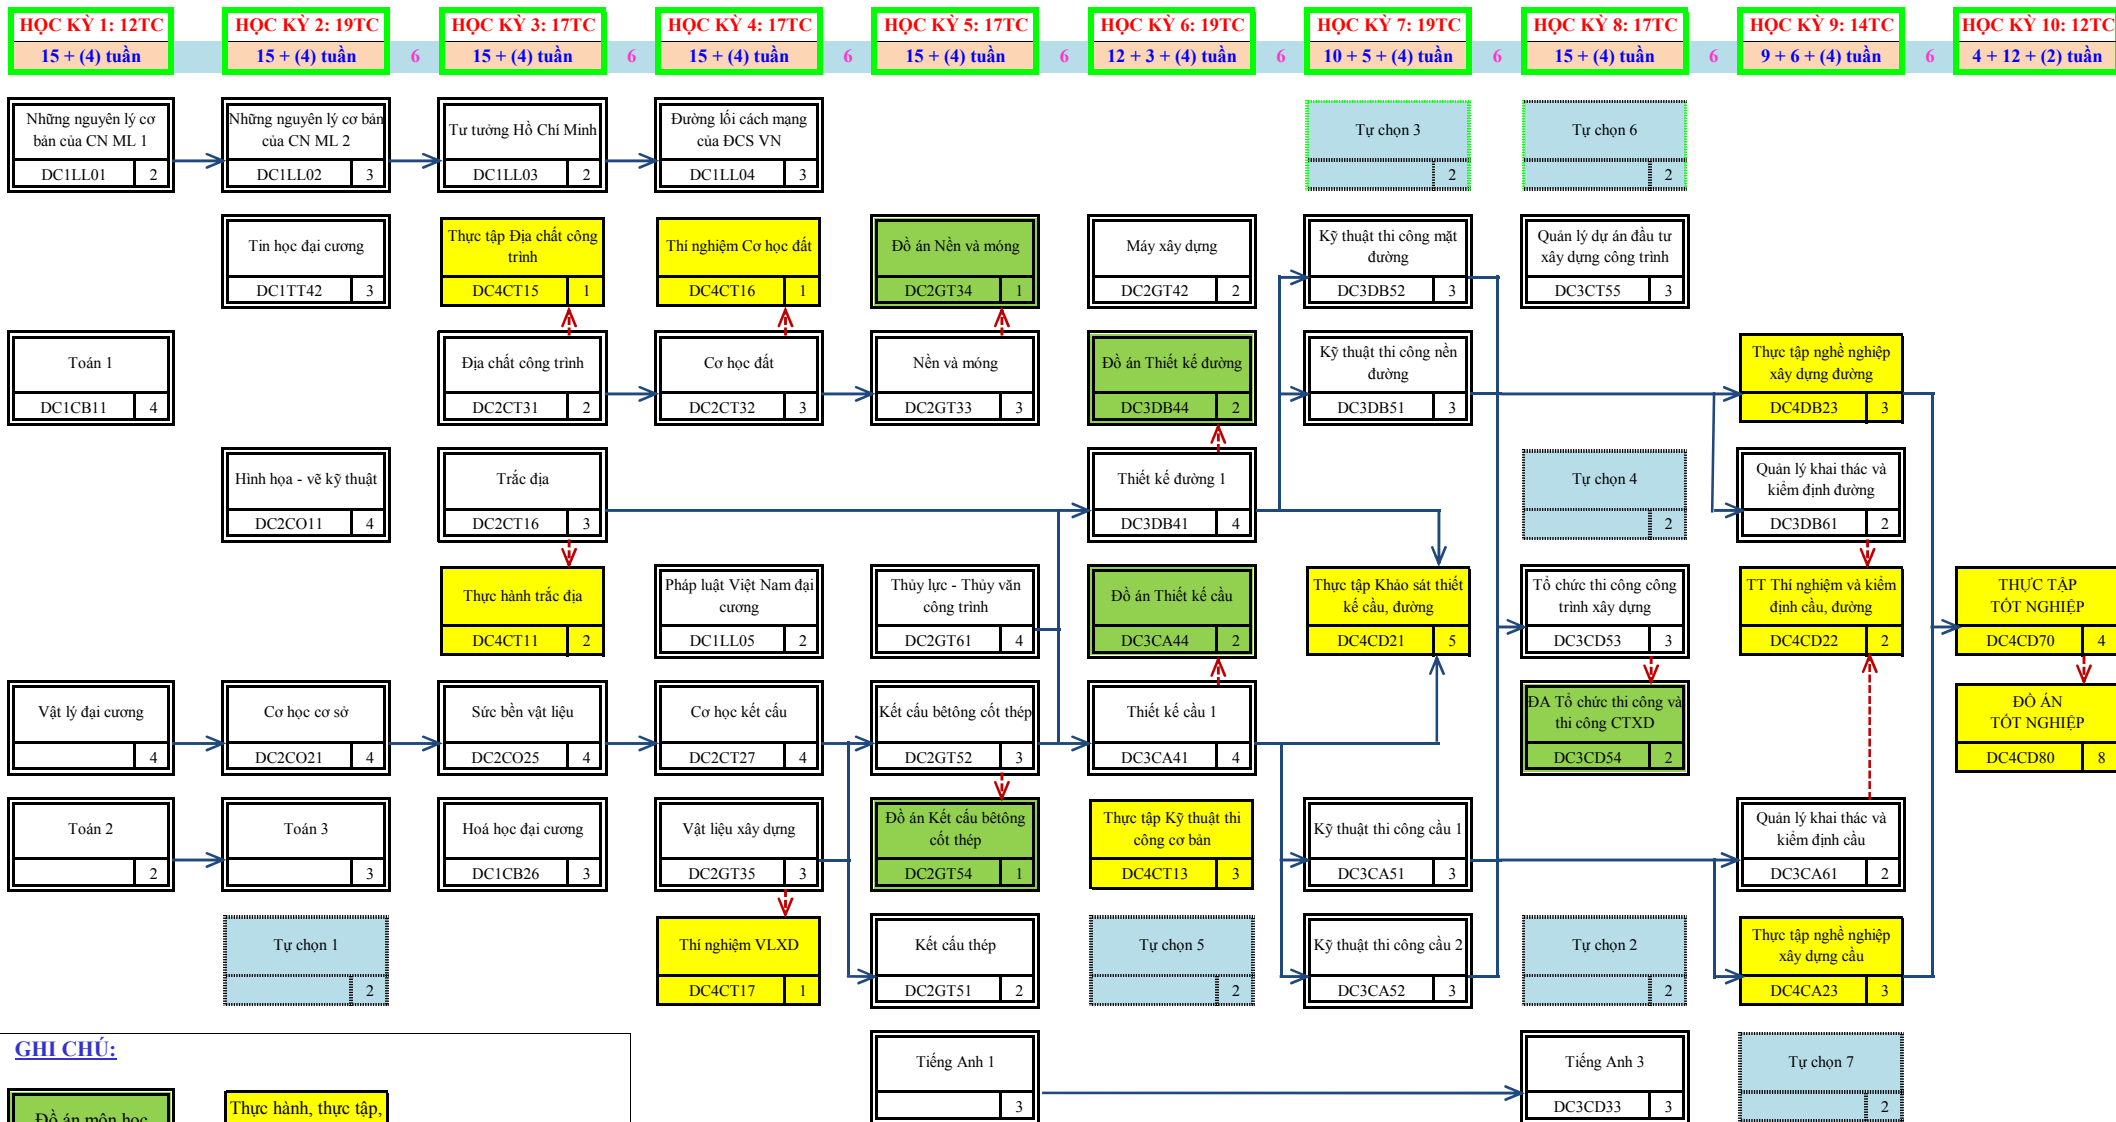 HỌC KỲ 1: 12TC
HỌC KỲ 2: 19TC
HỌC KỲ 3: 17TC
HỌC KỲ 4: 17TC
HỌC KỲ 5: 17TC
HỌC KỲ 6: 19TC
HỌC KỲ 7: 19TC
HỌC KỲ 8: 17TC
HỌC KỲ 9: 14TC
HỌC KỲ 10: 12TC
15 + (4) tuần
15 + (4) tuần
6
15 + (4) tuần
6
15 + (4) tuần
6
15 + (4) tuần
6
12 + 3 + (4) tuần
6
10 + 5 + (4) tuần
6
15 + (4) tuần
6
9 + 6 + (4) tuần
6
4 + 12 + (2) tuần
Những nguyên lý cơ
bản của CN ML 1
DC1LL01 2
Những nguyên lý cơ bản
của CN ML 2
DC1LL02 3
Tư tưởng Hồ Chí Minh
DC1LL03 2
Đường lối cách mạng
của ĐCS VN
DC1LL04 3
Tự chọn 3
2
Tự chọn 6
2
Tin học đại cương
DC1TT42 3
Thực tập Địa chất công
trình
DC4CT15 1
Thí nghiệm Cơ học đất
DC4CT16 1
Đồ án Nền và móng
DC2GT34 1
Máy xây dựng
DC2GT42 2
Kỹ thuật thi công mặt
đường
DC3DB52 3
Quản lý dự án đầu tư
xây dựng công trình
DC3CT55 3
Toán 1
DC1CB11 4
Địa chất công trình
DC2CT31 2
Cơ học đất
DC2CT32 3
Nền và móng
DC2GT33 3
Đồ án Thiết kế đường
DC3DB44 2
Kỹ thuật thi công nền
đường
DC3DB51 3
Thực tập nghề nghiệp
xây dựng đường
DC4DB23 3
Hình họa - vẽ kỹ thuật
DC2CO11 4
Trắc địa
DC2CT16 3
Thiết kế đường 1
DC3DB41 4
Tự chọn 4
2
Quản lý khai thác và
kiểm định đường
DC3DB61 2
Thực hành trắc địa
DC4CT11 2
Pháp luật Việt Nam đại
cương
DC1LL05 2
Thủy lực - Thủy văn
công trình
DC2GT61 4
Đồ án Thiết kế cầu
DC3CA44 2
Thực tập Khảo sát thiết
kế cầu, đường
DC4CD21 5
Tổ chức thi công công
trình xây dựng
DC3CD53 3
TT Thí nghiệm và kiểm
định cầu, đường
DC4CD22 2
THỰC TẬP
TỐT NGHIỆP
DC4CD70 4
Vật lý đại cương
4
Cơ học cơ sở
DC2CO21 4
Sức bền vật liệu
DC2CO25 4
Cơ học kết cấu
DC2CT27 4
Kết cấu bêtông cốt thép
DC2GT52 3
Thiết kế cầu 1
DC3CA41 4
ĐA Tổ chức thi công và
thi công CTXD
DC3CD54 2
ĐỒ ÁN
TỐT NGHIỆP
DC4CD80 8
Toán 2
2
Toán 3
3
Hoá học đại cương
DC1CB26 3
Vật liệu xây dựng
DC2GT35 3
Đồ án Kết cấu bêtông
cốt thép
DC2GT54 1
Thực tập Kỹ thuật thi
công cơ bản
DC4CT13 3
Kỹ thuật thi công cầu 1
DC3CA51 3
Quản lý khai thác và
kiểm định cầu
DC3CA61 2
Tự chọn 1
2
Thí nghiệm VLXD
DC4CT17 1
Kết cấu thép
DC2GT51 2
Tự chọn 5
2
Kỹ thuật thi công cầu 2
DC3CA52 3
Tự chọn 2
2
Thực tập nghề nghiệp
xây dựng cầu
DC4CA23 3
GHI CHÚ:
Tiếng Anh 1
3
Tiếng Anh 3
DC3CD33 3
Tự chọn 7
2
Đồ án môn học
Thực hành, thực tập,